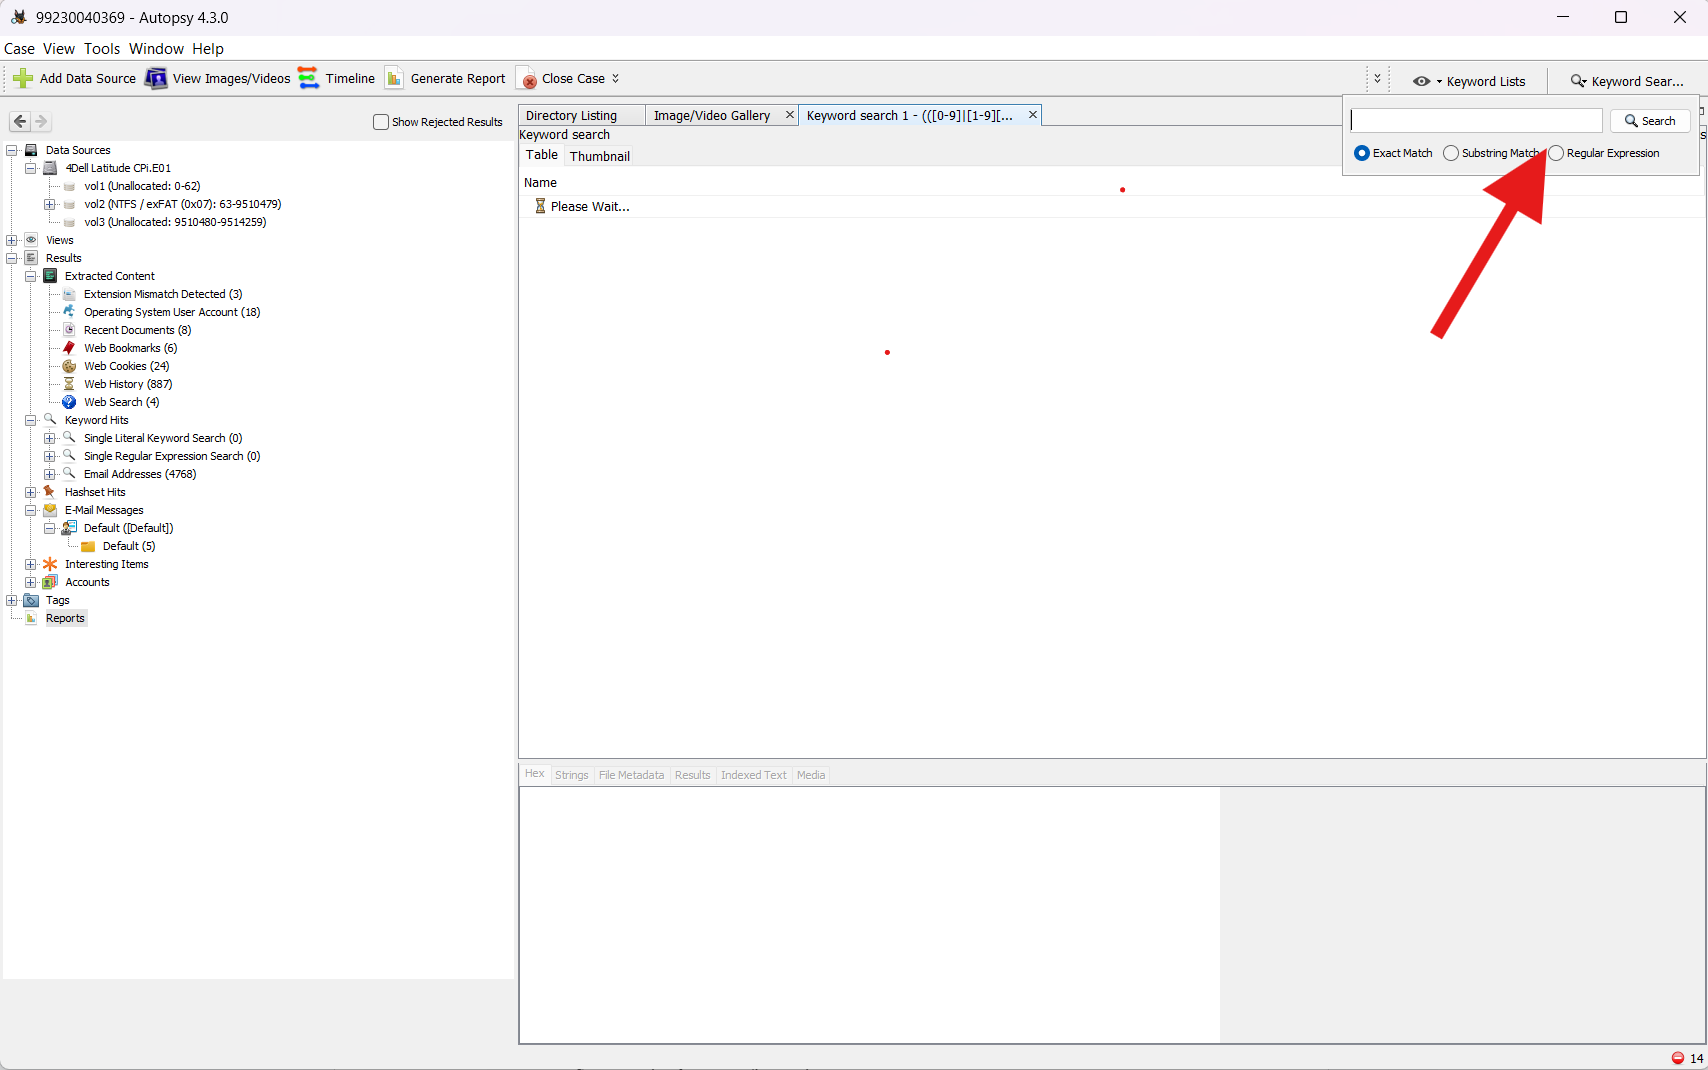 99230040369 - Autopsy 4.3.0
Case View Tools Window Help
Add Data Source View Images/Videos Timeline Generate Report Close Case Keyword Lists Keyword Sear...
Show Rejected Results
Data Sources
4Dell Latitude CPi.E01
vol1 (Unallocated: 0-62)
vol2 (NTFS / exFAT (0x07): 63-9510479)
vol3 (Unallocated: 9510480-9514259)
Views
Results
Extracted Content
Extension Mismatch Detected (3)
Operating System User Account (18)
Recent Documents (8)
Web Bookmarks (6)
Web Cookies (24)
Web History (887)
Web Search (4)
Keyword Hits
Single Literal Keyword Search (0)
Single Regular Expression Search (0)
Email Addresses (4768)
Hashset Hits
E-Mail Messages
Default ([Default])
Default (5)
Interesting Items
Accounts
Tags
Reports
Directory Listing Image/Video Gallery Keyword search 1 - (([0-9]|[1-9][...
Keyword search
Table Thumbnail
Name
Please Wait...
Search
Exact Match Substring Match Regular Expression
Hex Strings File Metadata Results Indexed Text Media
14